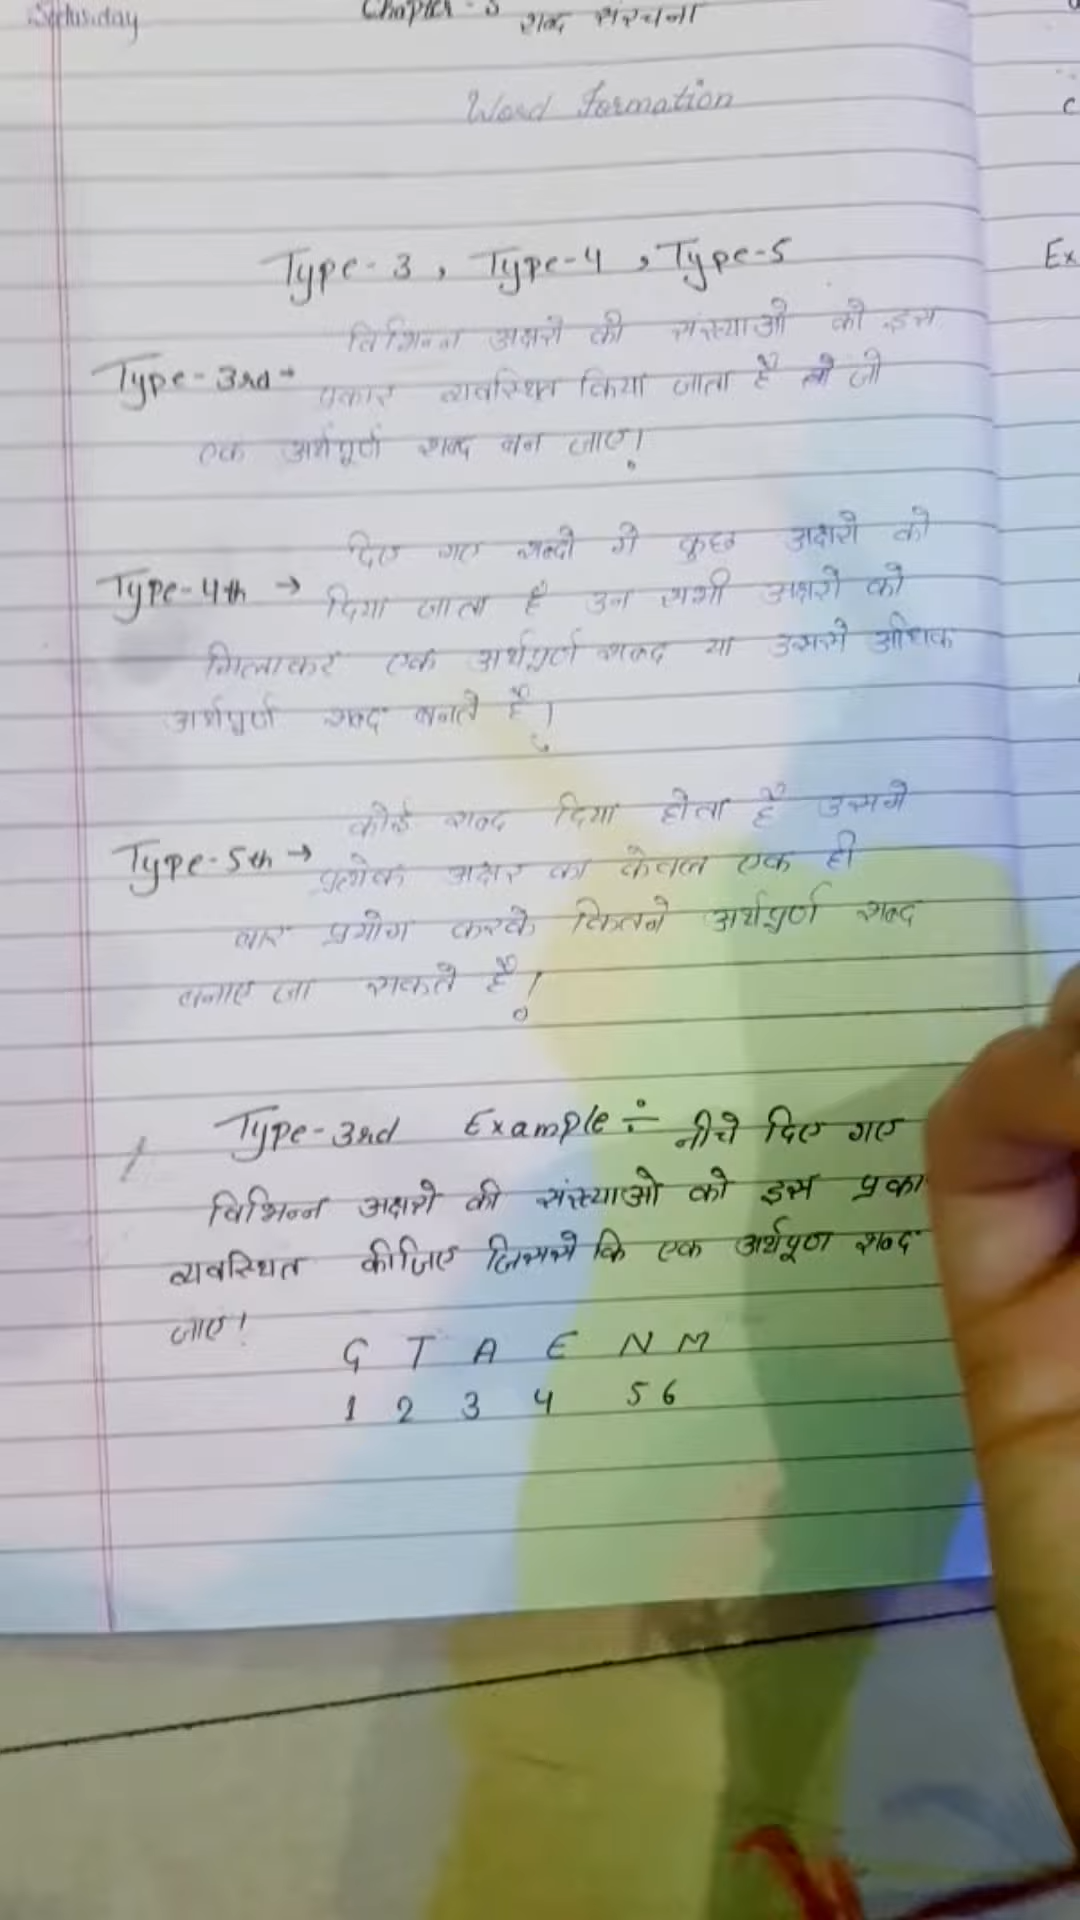 Saturday Chapter - 3 शब्द संरचना
Word Formation
Type-3, Type-4, Type-5
विभिन्न अक्षरो की संख्याओ को इस
Type-3rd → प्रकार व्यवस्थित किया जाता है जो
एक अर्थपूर्ण शब्द बन जाए।
दिए गए शब्दो मे कुछ अक्षरो को
Type-4th → दिया जाता है उन सभी अक्षरो को
मिलाकर एक अर्थपूर्ण शब्द या उससे अधिक
अर्थपूर्ण शब्द बनते है।
कोई शब्द दिया होता है उसमे
Type-5th → प्रत्येक अक्षर का केवल एक ही
बार प्रयोग करके कितने अर्थपूर्ण शब्द
बनाए जा सकते है।
Type-3rd Example ÷ नीचे दिए गए
विभिन्न अक्षरो की संख्याओ को इस प्रका
व्यवस्थित कीजिए जिससे कि एक अर्थपूण शब्द
जाए।
G T A E N M
1 2 3 4 5 6
Ex